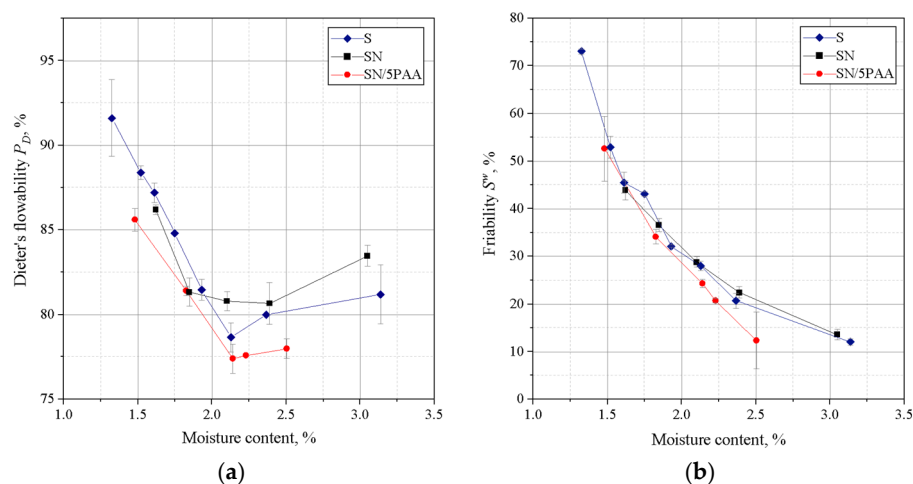 S
SN
SN/5PAA
95
90
85
80
75
Dieter's flowability P_D, %
1.0 1.5 2.0 2.5 3.0 3.5
Moisture content, %
(a)
S
SN
SN/5PAA
80
70
60
50
40
30
20
10
0
Friability S^w, %
1.0 1.5 2.0 2.5 3.0 3.5
Moisture content, %
(b)